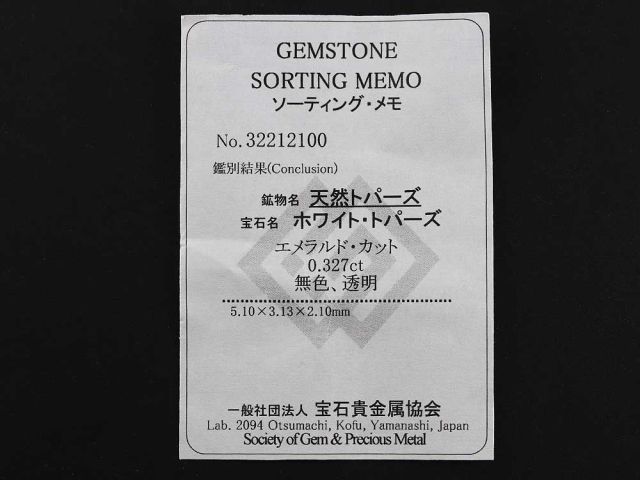 GEMSTONE
SORTING MEMO
ソーティング・メモ
No. 32212100
鑑別結果(Conclusion)
鉱物名 天然トパーズ
宝石名 ホワイト・トパーズ
エメラルド・カット
0.327ct
無色、透明
5.10×3.13×2.10mm
一般社団法人 宝石貴金属協会
Lab. 2094 Otsumachi, Kofu, Yamanashi, Japan
Society of Gem & Precious Metal